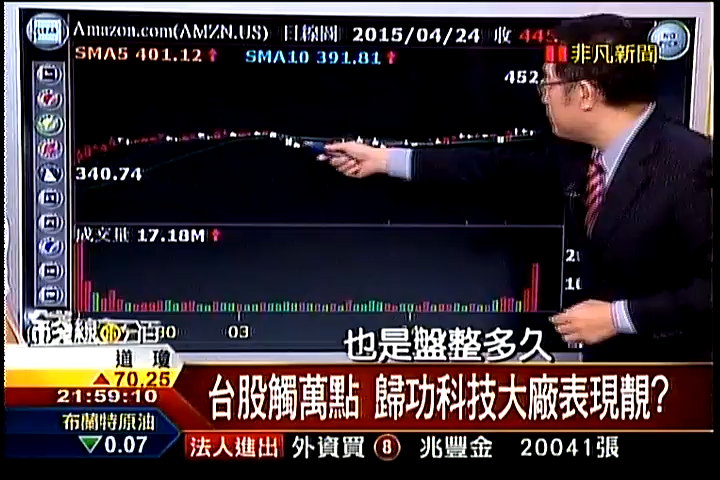 Amazon.com(AMZN.US) 日線圖 2015/04/24 收 445
SMA5 401.12 SMA10 391.81
非凡新聞
NO PICK
452.
340.74
成交量 17.18M
03
也是盤整多久
道瓊
70.25
21:59:10
台股觸萬點 歸功科技大廠表現靚?
布蘭特原油
0.07
法人進出 外資買 8 兆豐金 20041張